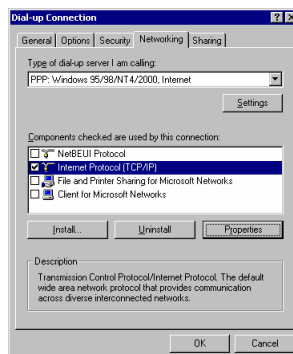 Dial-up Connection
General Options Security Networking Sharing
Type of dial-up server I am calling:
PPP: Windows 95/98/NT4/2000, Internet
Settings
Components checked are used by this connection:
NetBEUI Protocol
Internet Protocol (TCP/IP)
File and Printer Sharing for Microsoft Networks
Client for Microsoft Networks
Install... Uninstall Properties
Description
Transmission Control Protocol/Internet Protocol. The default
wide area network protocol that provides communication
across diverse interconnected networks.
OK Cancel